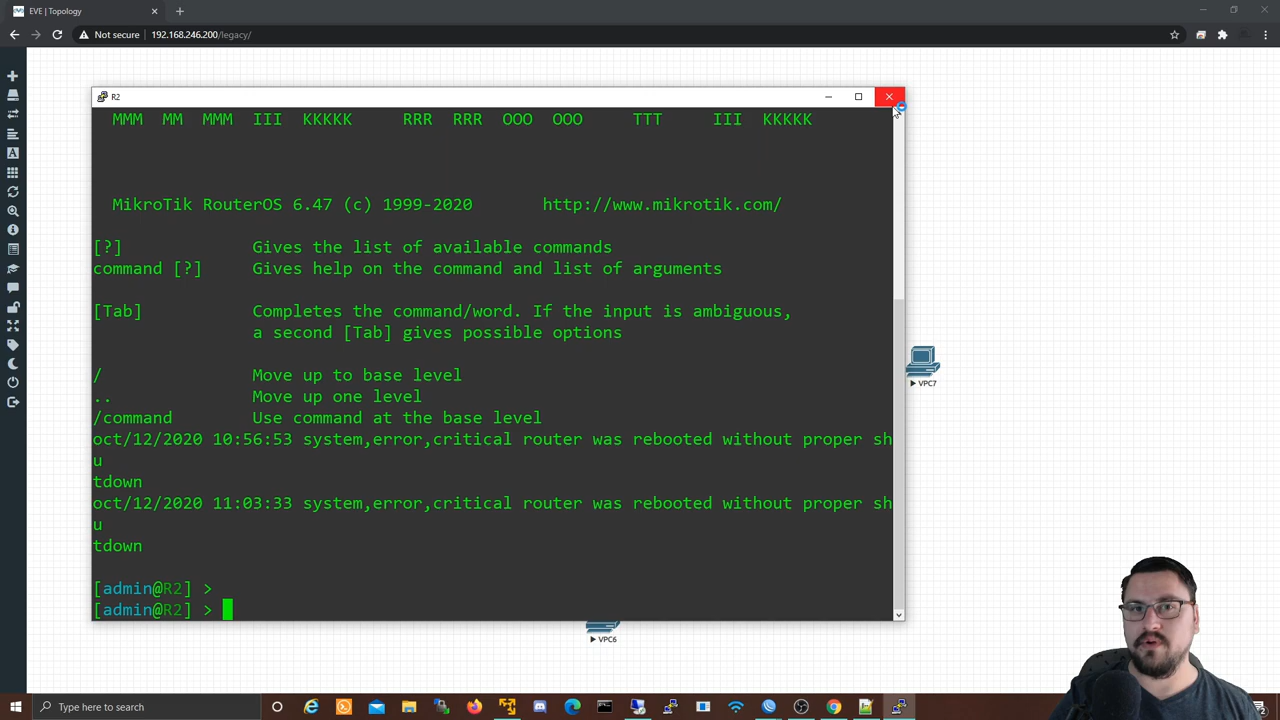 EVE | Topology
Not secure
192.168.246.200/legacy/
R2
MMM MM MMM III KKKKK RRR RRR OOO OOO TTT III KKKKK
MikroTik RouterOS 6.47 (c) 1999-2020 http://www.mikrotik.com/
[?] Gives the list of available commands
command [?] Gives help on the command and list of arguments
[Tab] Completes the command/word. If the input is ambiguous,
a second [Tab] gives possible options
/ Move up to base level
.. Move up one level
/command Use command at the base level
oct/12/2020 10:56:53 system,error,critical router was rebooted without proper sh
u
tdown
oct/12/2020 11:03:33 system,error,critical router was rebooted without proper sh
u
tdown
[admin@R2] >
[admin@R2] >
VPC7
VPC6
Type here to search